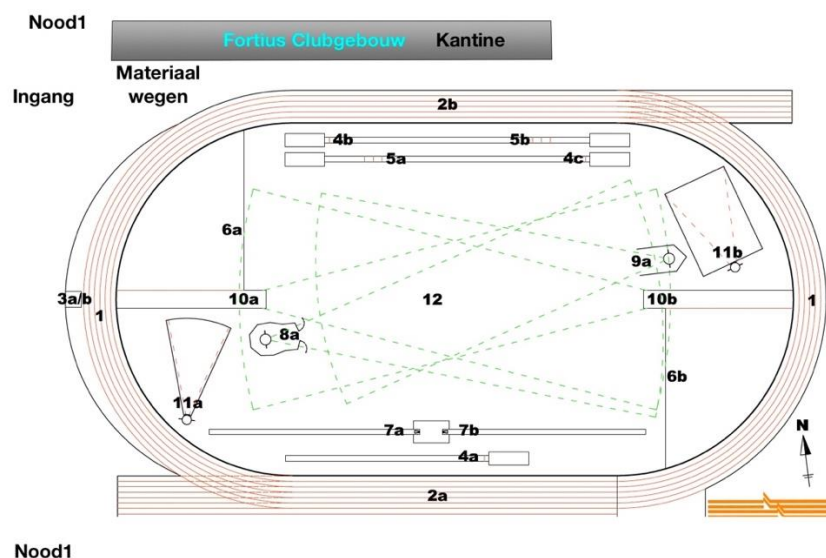 Nood1
Fortius Clubgebouw Kantine
Materiaal
wegen
Ingang
2b
4b 5b
5a 4c
6a
9a 11b
3a/b 10a 12 10b 1
1
8a
6b
11a
7a 7b
4a
N
2a
Nood1